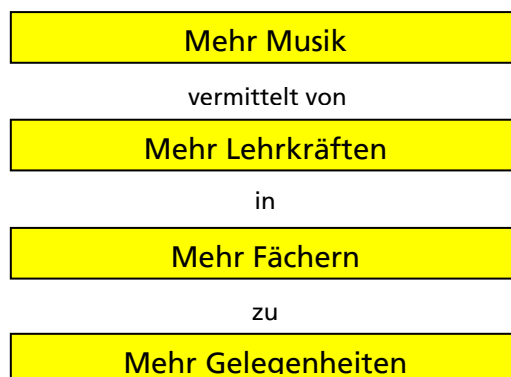 Mehr Musik
vermittelt von
Mehr Lehrkräften
in
Mehr Fächern
zu
Mehr Gelegenheiten